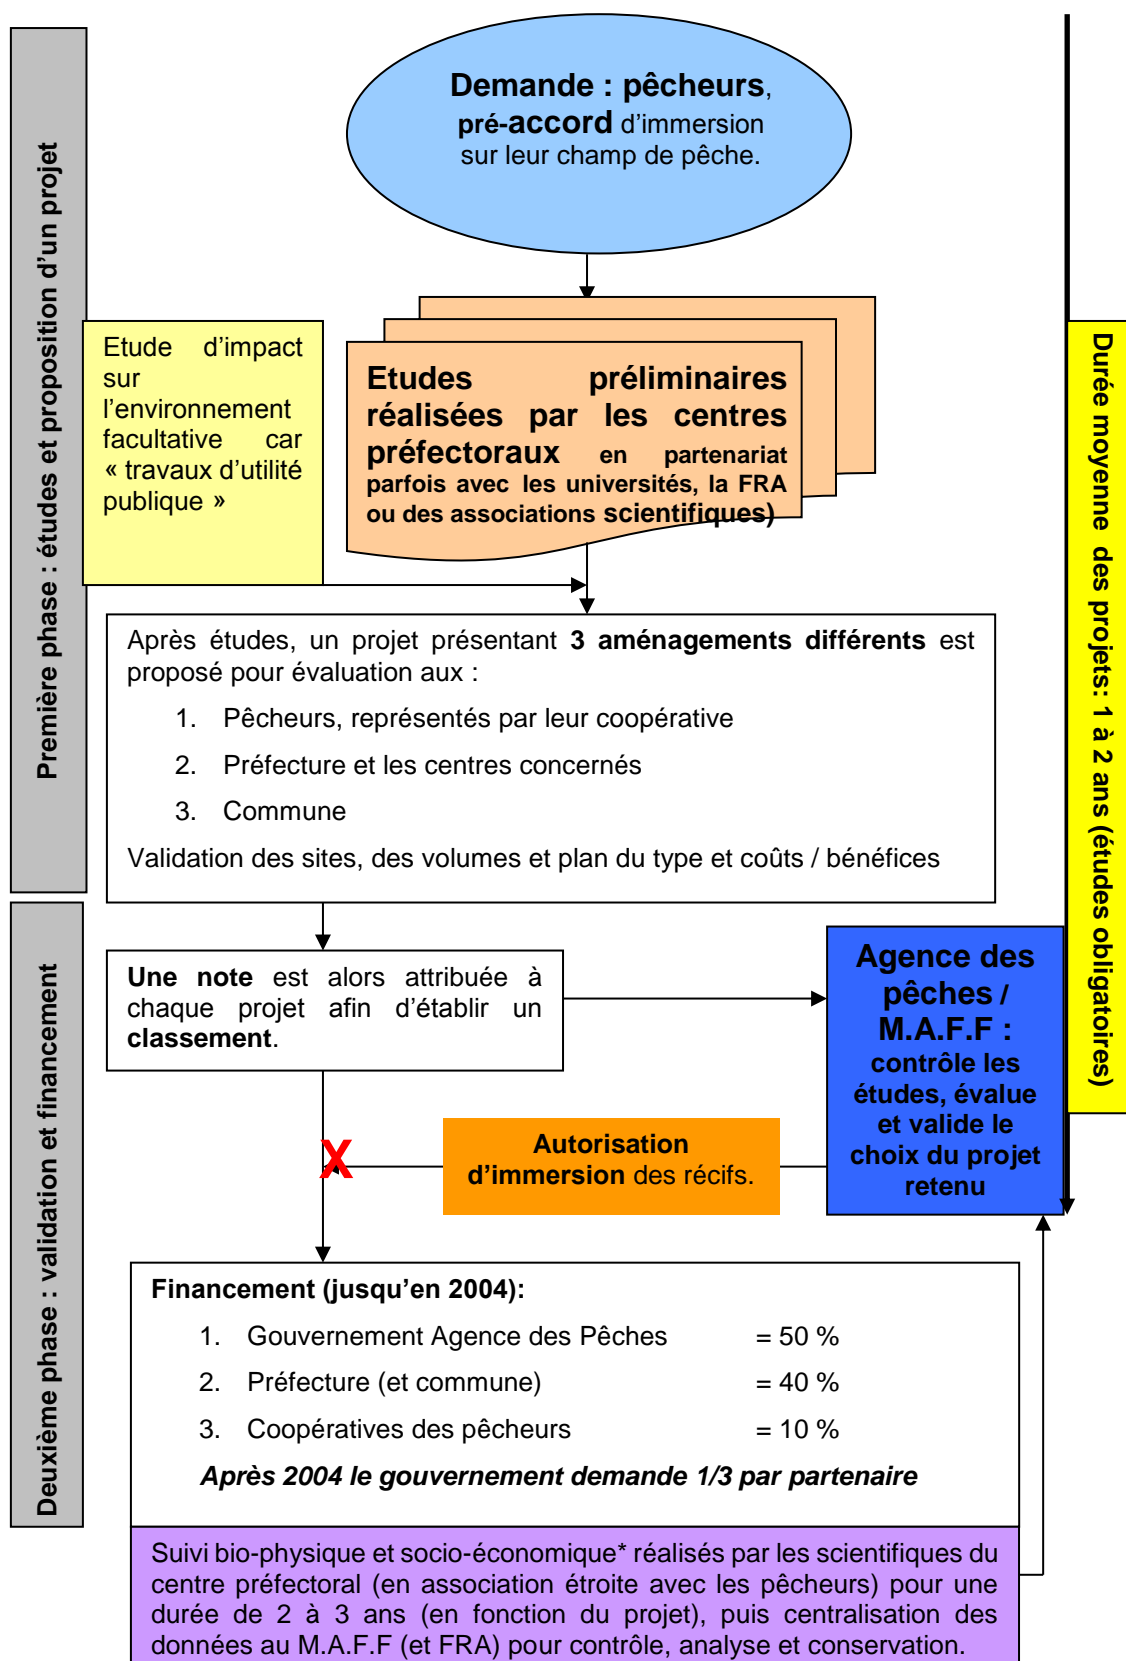 Première phase : études et proposition d’un projet
Demande : pêcheurs,
pré-accord d’immersion
sur leur champ de pêche.
Etude d’impact
sur
l’environnement
facultative car
« travaux d’utilité
publique »
Etudes préliminaires
réalisées par les centres
préfectoraux en partenariat
parfois avec les universités, la FRA
ou des associations scientifiques)
Durée moyenne des projets: 1 à 2 ans (études obligatoires)
Après études, un projet présentant 3 aménagements différents est
proposé pour évaluation aux :
1. Pêcheurs, représentés par leur coopérative
2. Préfecture et les centres concernés
3. Commune
Validation des sites, des volumes et plan du type et coûts / bénéfices
Deuxième phase : validation et financement
Une note est alors attribuée à
chaque projet afin d’établir un
classement.
Agence des
pêches /
M.A.F.F :
contrôle les
études, évalue
et valide le
choix du projet
retenu
X
Autorisation
d’immersion des récifs.
Financement (jusqu’en 2004):
1. Gouvernement Agence des Pêches = 50 %
2. Préfecture (et commune) = 40 %
3. Coopératives des pêcheurs = 10 %
Après 2004 le gouvernement demande 1/3 par partenaire
Suivi bio-physique et socio-économique* réalisés par les scientifiques du
centre préfectoral (en association étroite avec les pêcheurs) pour une
durée de 2 à 3 ans (en fonction du projet), puis centralisation des
données au M.A.F.F (et FRA) pour contrôle, analyse et conservation.